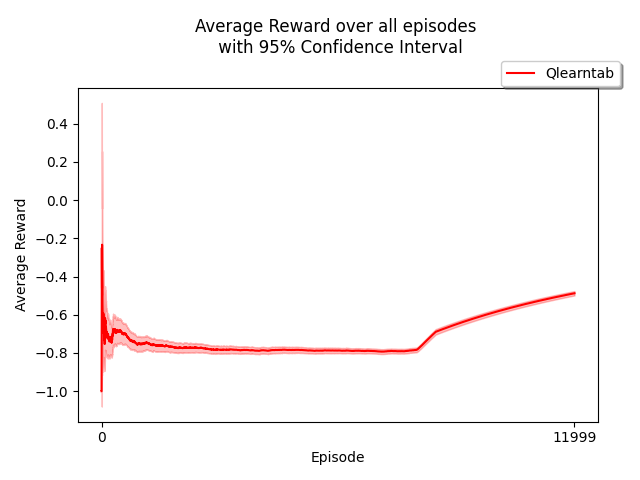 Average Reward over all episodes
with 95% Confidence Interval
Qlearntab
Average Reward
0.4
0.2
0.0
−0.2
−0.4
−0.6
−0.8
−1.0
0
11999
Episode